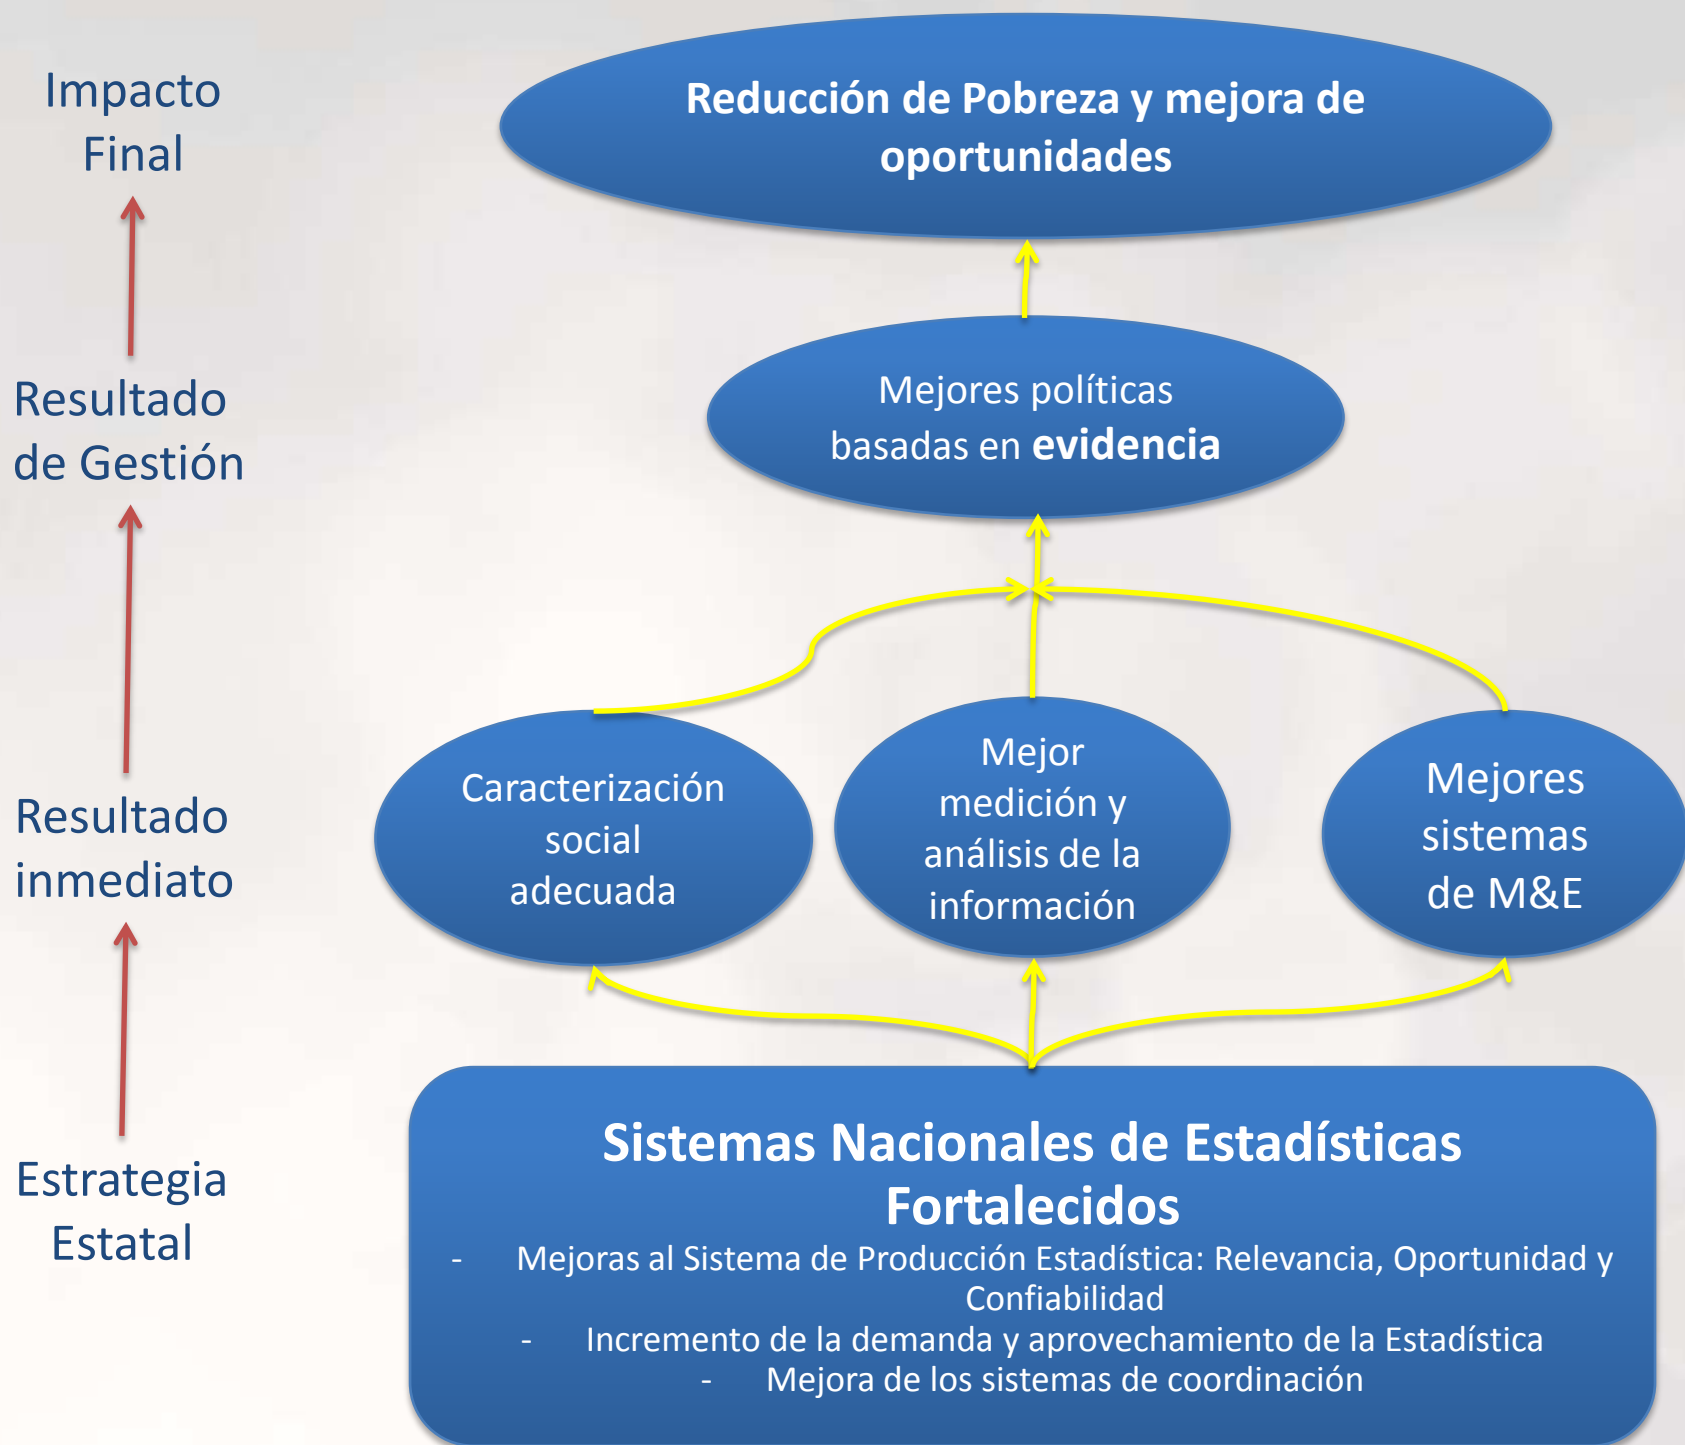 Impacto
Final
Reducción de Pobreza y mejora de
oportunidades
Resultado
de Gestión
Mejores políticas
basadas en evidencia
Resultado
inmediato
Caracterización
social
adecuada
Mejor
medición y
análisis de la
información
Mejores
sistemas
de M&E
Estrategia
Estatal
Sistemas Nacionales de Estadísticas
Fortalecidos
- Mejoras al Sistema de Producción Estadística: Relevancia, Oportunidad y
Confiabilidad
- Incremento de la demanda y aprovechamiento de la Estadística
- Mejora de los sistemas de coordinación